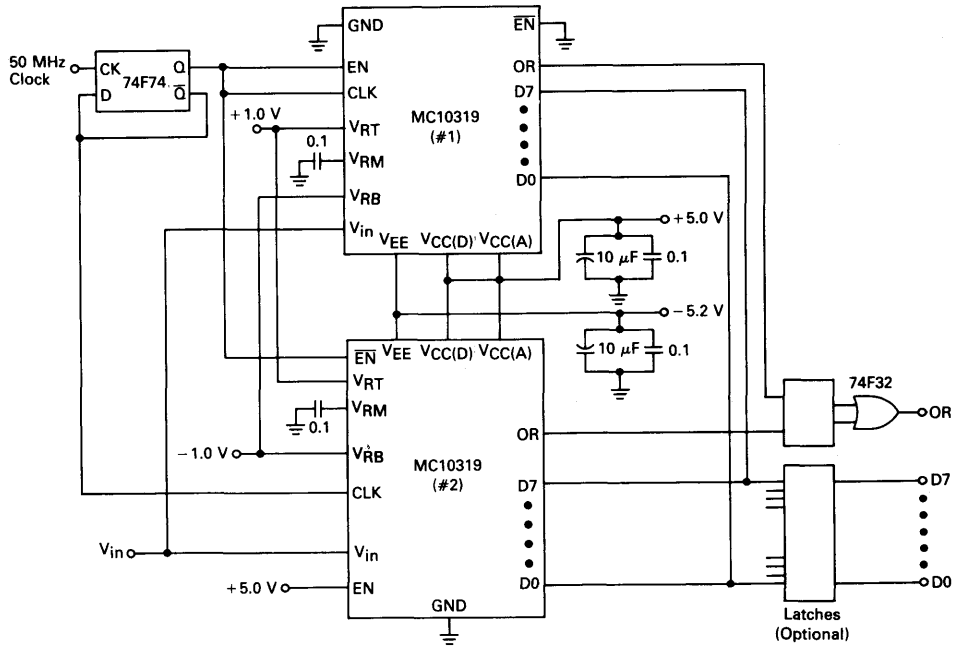 50 MHz
Clock
CK
Q
74F74
D
Q̅
GND
E̅N̅
EN
OR
CLK
D7
+1.0 V
VRT
MC10319
(#1)
0.1
VRM
D0
VRB
Vin
VEE
VCC(D)
VCC(A)
+5.0 V
10 μF
0.1
−5.2 V
10 μF
0.1
E̅N̅
VEE
VCC(D)
VCC(A)
VRT
VRM
0.1
OR
74F32
OR
−1.0 V
VRB
MC10319
(#2)
CLK
D7
D7
Vin
Vin
+5.0 V
EN
D0
D0
GND
Latches
(Optional)